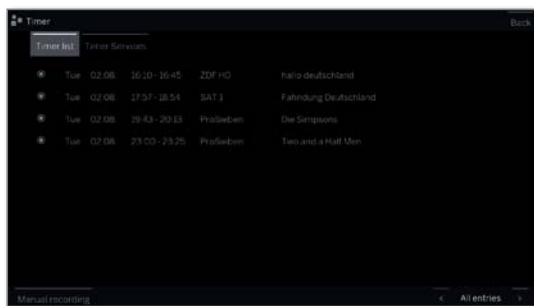 Timer
Back
Timer list Timer Services
Tue 02.08. 16:10 - 16:45 ZDF HD hallo deutschland
Tue 02.08. 17:57 - 18:54 SAT.1 Fahndung Deutschland
Tue 02.08. 19:43 - 20:13 ProSieben Die Simpsons
Tue 02.08. 23:00 - 23:25 ProSieben Two and a Half Men
Manual recording
< All entries >